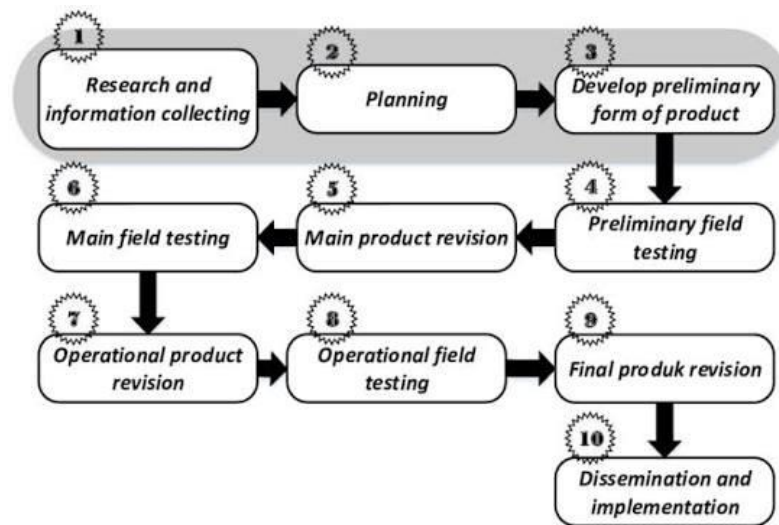 1
Research and
information collecting
2
Planning
3
Develop preliminary
form of product
4
Preliminary field
testing
5
Main product revision
6
Main field testing
7
Operational product
revision
8
Operational field
testing
9
Final produk revision
10
Dissemination and
implementation